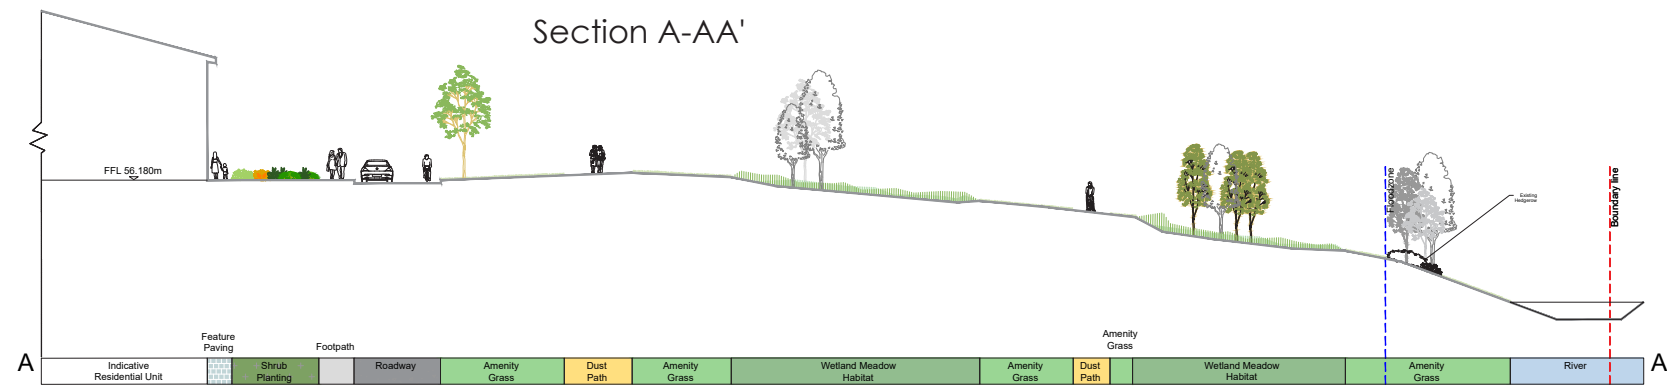 Section A-AA'
FFL 56.180m
Floodzone
Existing
Hedgerow
Boundary line
Feature
Paving
Footpath
Amenity
Grass
A
Indicative
Residential Unit
Shrub
Planting
Roadway
Amenity
Grass
Dust
Path
Amenity
Grass
Wetland Meadow
Habitat
Amenity
Grass
Dust
Path
Wetland Meadow
Habitat
Amenity
Grass
River
A